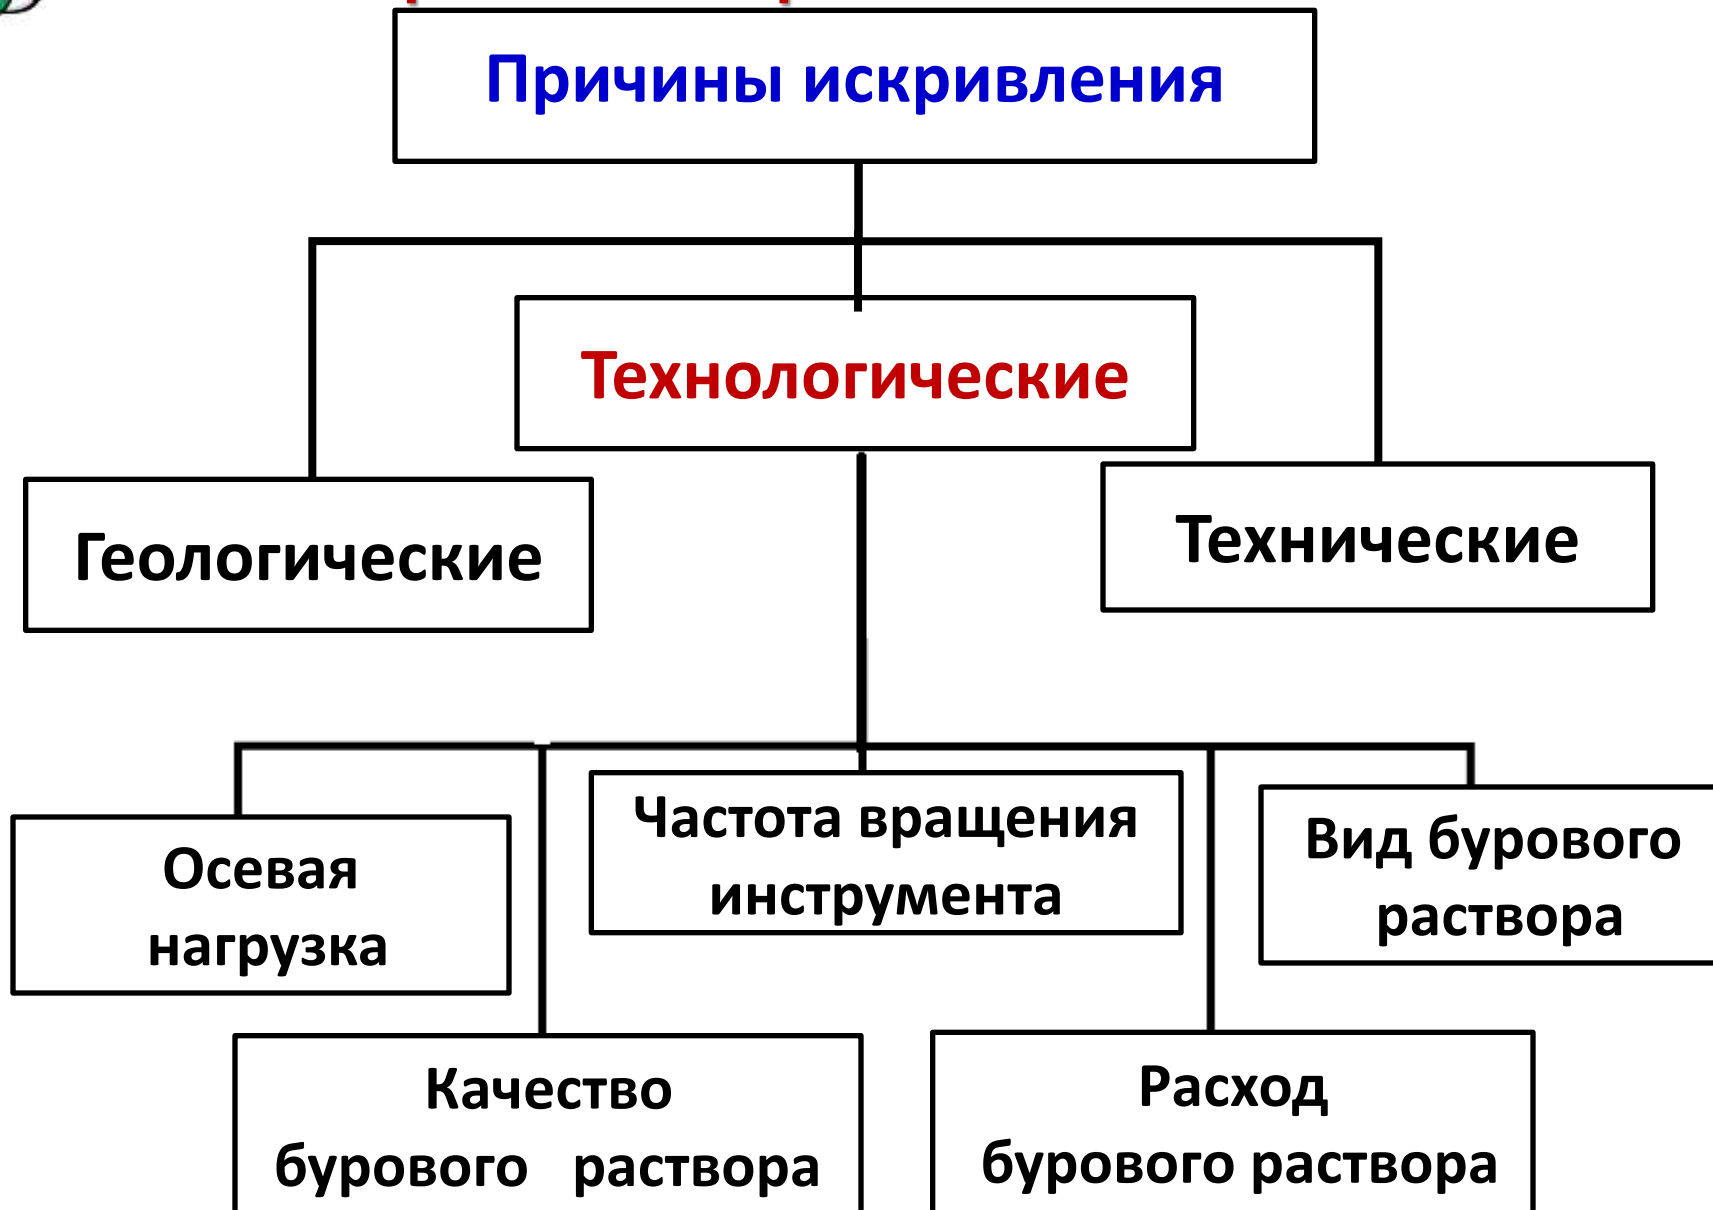 Причины искривления
Технологические
Геологические
Технические
Осевая
нагрузка
Частота вращения
инструмента
Вид бурового
раствора
Качество
бурового раствора
Расход
бурового раствора